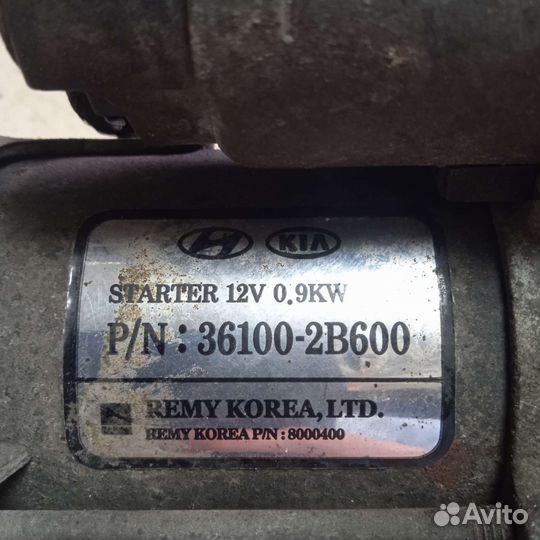 KIA
STARTER 12V 0.9KW
P/N : 36100-2B600
REMY KOREA, LTD.
REMY KOREA P/N : 8000400
Avito